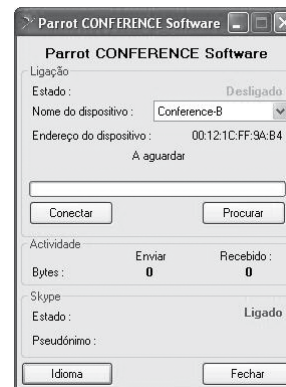 Parrot CONFERENCE Software
Parrot CONFERENCE Software
Ligação
Estado : Desligado
Nome do dispositivo : Conference-B
Endereço do dispositivo : 00:12:1C:FF:9A:B4
A aguardar
Conectar Procurar
Actividade
Enviar Recebido :
Bytes : 0 0
Skype
Estado : Ligado
Pseudónimo :
Idioma Fechar